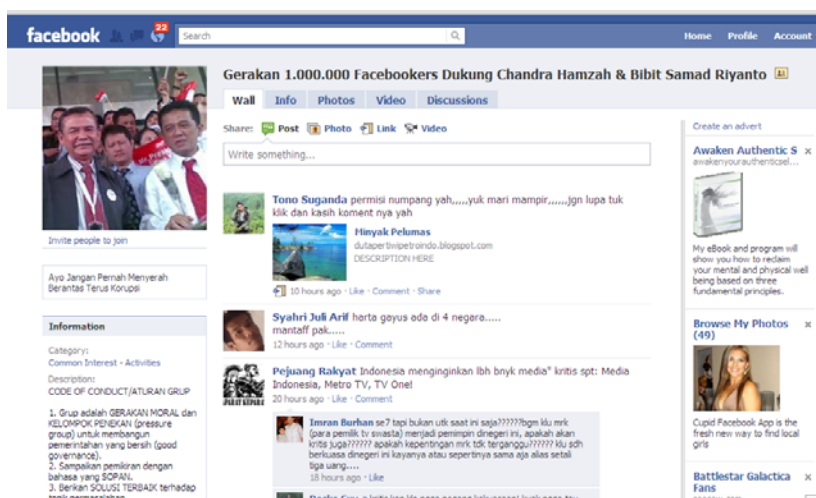 facebook
22
Search
Home Profile Account
Gerakan 1.000.000 Facebookers Dukung Chandra Hamzah & Bibit Samad Riyanto
Wall Info Photos Video Discussions
Share: Post Photo Link Video
Write something...
Invite people to join
Ayo Jangan Pernah Menyerah
Berantas Terus Korupsi
Information
Category:
Common Interest - Activities
Description:
CODE OF CONDUCT/ATURAN GRUP
1. Grup adalah GERAKAN MORAL dan
KELOMPOK PENEKAN (pressure
group) untuk membangun
pemerintahan yang bersih (good
governance).
2. Sampaikan pemikiran dengan
bahasa yang SOPAN.
3. Berikan SOLUSI TERBAIK terhadap
Tono Suganda permisi numpang yah,,,,,yuk mari mampir,,,,,,jgn lupa tuk
klik dan kasih koment nya yah
Minyak Pelumas
dutapertiwipetroindo.blogspot.com
DESCRIPTION HERE
10 hours ago · Like · Comment · Share
Syahri Juli Arif harta gayus ada di 4 negara.....
mantaff pak.....
12 hours ago · Like · Comment
Pejuang Rakyat Indonesia menginginkan lbh bnyk media" kritis spt: Media
Indonesia, Metro TV, TV One!
20 hours ago · Like · Comment
Imran Burhan se7 tapi bukan utk saat ini saja??????bgm klu mrk
(para pemilik tv swasta) menjadi pemimpin dinegeri ini, apakah akan
kritis juga?????? apakah kepentingan mrk tdk terganggu?????? klu sdh
berkuasa dinegeri ini kayanya atau sepertinya sama aja alias setali
tiga uang....
18 hours ago · Like
Create an advert
Awaken Authentic S ×
awakenyourauthenticsel...
My eBook and program will
show you how to reclaim
your mental and physical well
being based on three
fundamental principles.
Browse My Photos ×
(49)
Cupid Facebook App is the
fresh new way to find local
girls
Battlestar Galactica ×
Fans